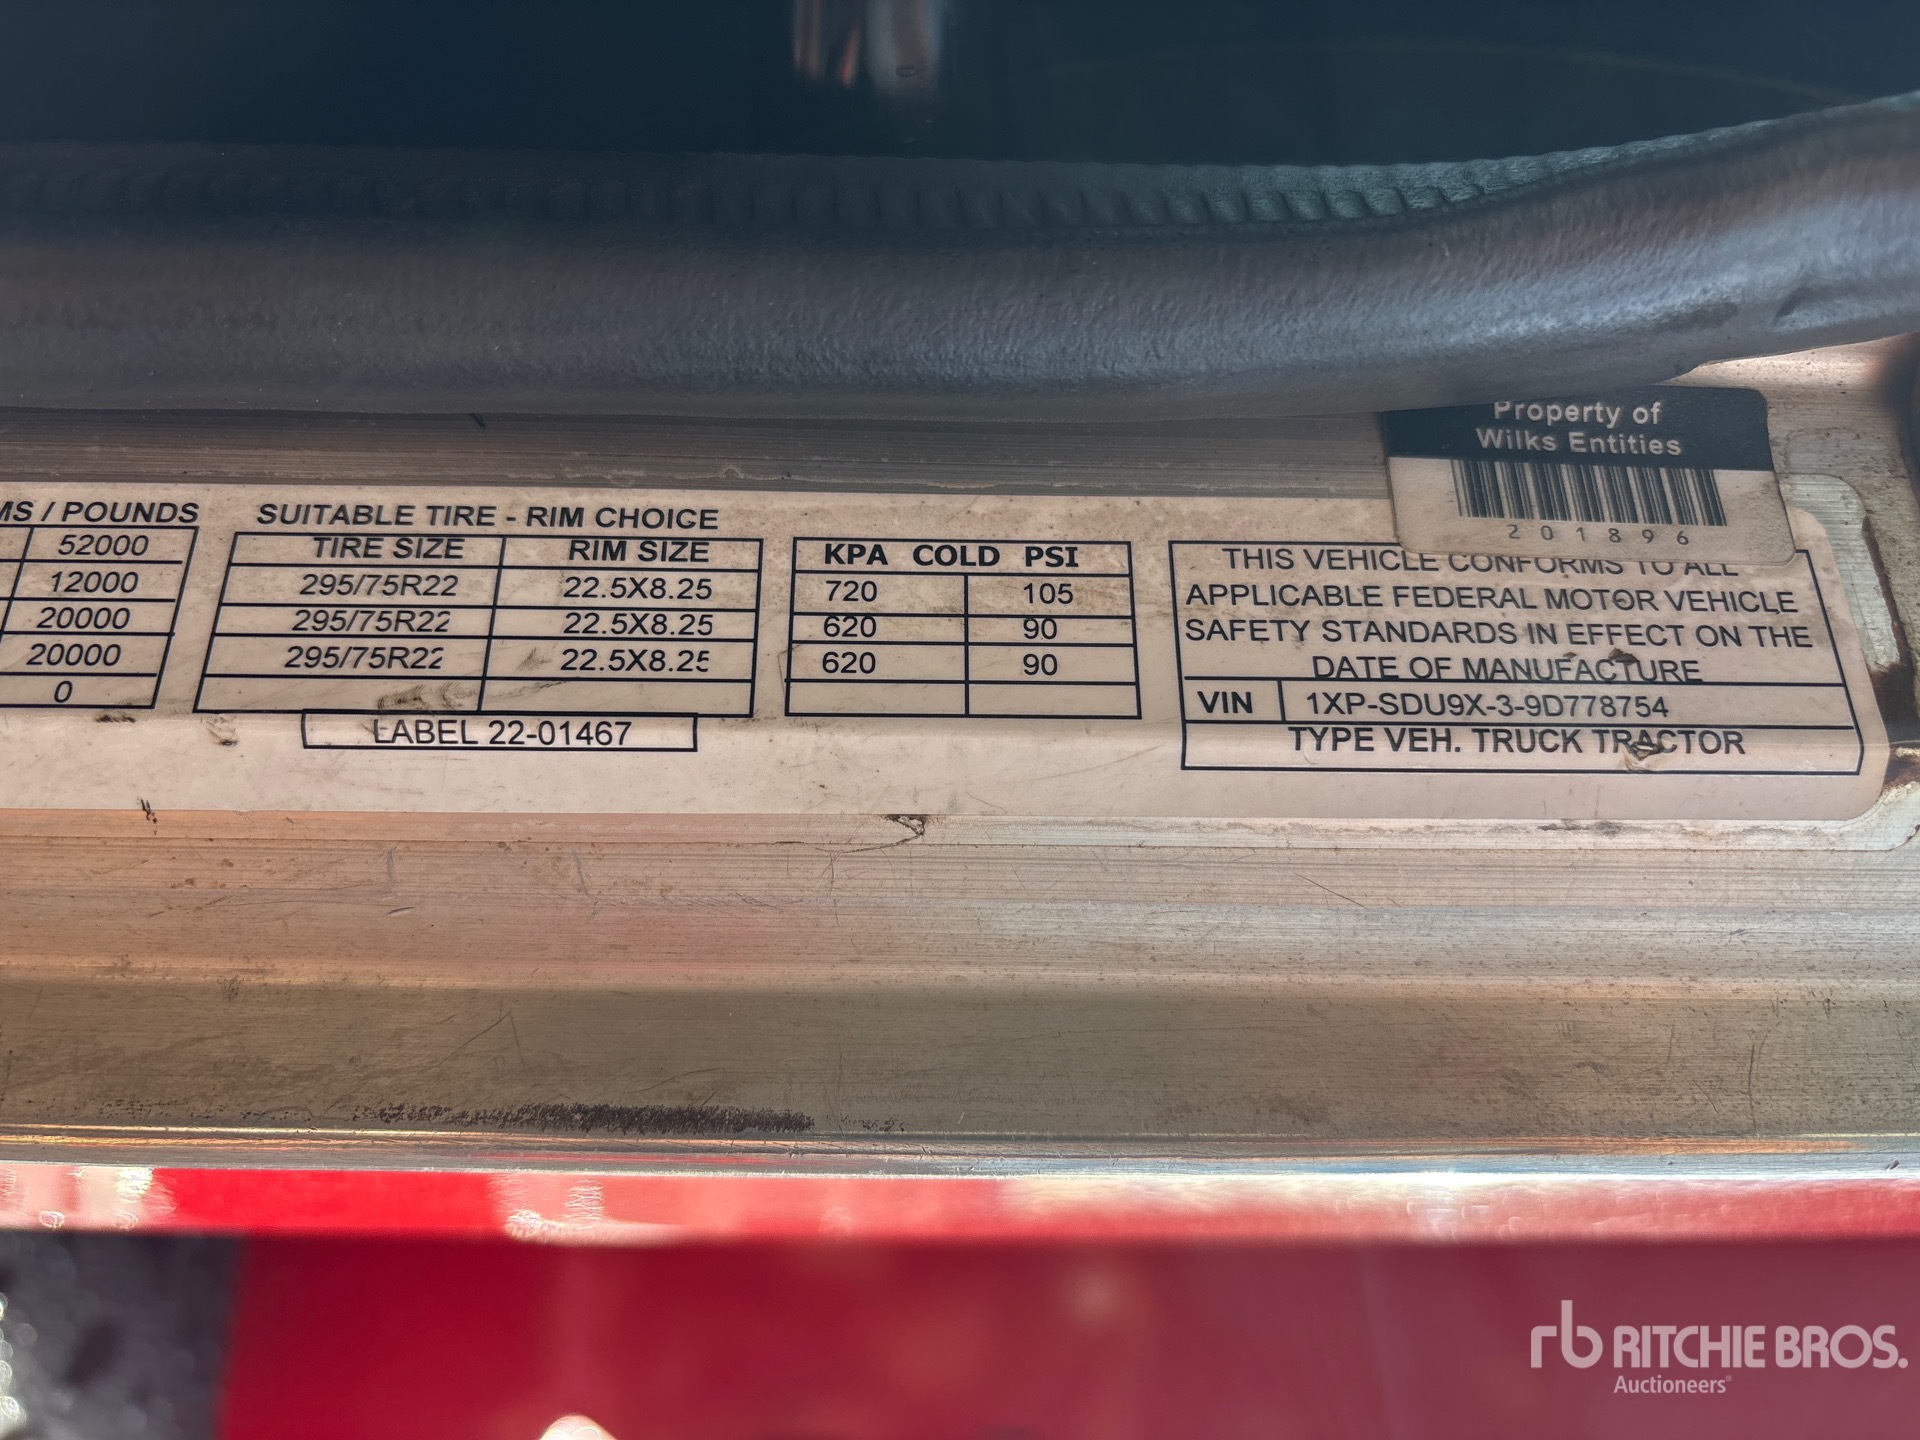 Property of
Wilks Entities
201896
MS / POUNDS
52000
12000
20000
20000
0
SUITABLE TIRE - RIM CHOICE
TIRE SIZE RIM SIZE
295/75R22 22.5X8.25
295/75R22 22.5X8.25
295/75R22 22.5X8.25
LABEL 22-01467
KPA COLD PSI
720 105
620 90
620 90
THIS VEHICLE CONFORMS TO ALL
APPLICABLE FEDERAL MOTOR VEHICLE
SAFETY STANDARDS IN EFFECT ON THE
DATE OF MANUFACTURE
VIN 1XP-SDU9X-3-9D778754
TYPE VEH. TRUCK TRACTOR
rb RITCHIE BROS.
Auctioneers